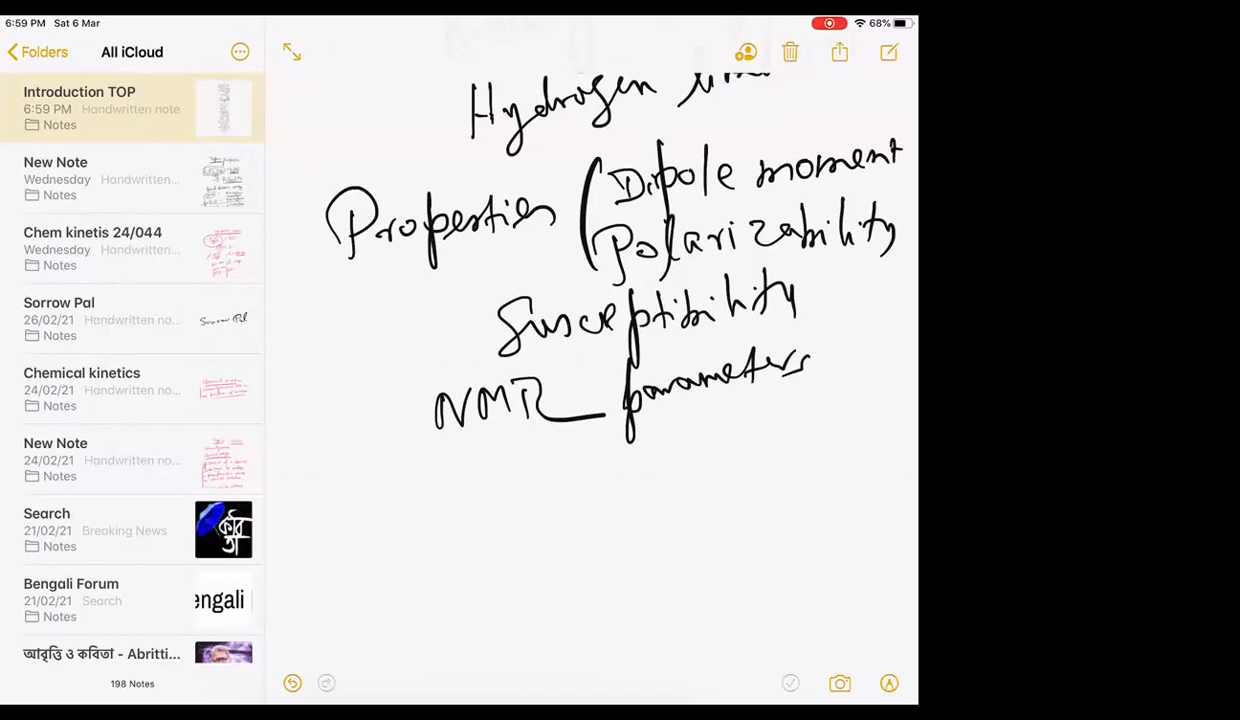 6:59 PM Sat 6 Mar
68%
Folders
All iCloud
Introduction TOP
6:59 PM Handwritten note
Notes
New Note
Wednesday Handwritten...
Notes
Chem kinetis 24/044
Wednesday Handwritten...
Notes
Sorrow Pal
26/02/21 Handwritten no...
Notes
Chemical kinetics
24/02/21 Handwritten no...
Notes
New Note
24/02/21 Handwritten no...
Notes
Search
21/02/21 Breaking News
Notes
কবি
তা
Bengali Forum
21/02/21 Search
Notes
engali
আবৃত্তি ও কবিতা - Abritti...
198 Notes
Hydrogen
Properties (Dipole moment
Polarizability
Susceptibility
NMR parameters